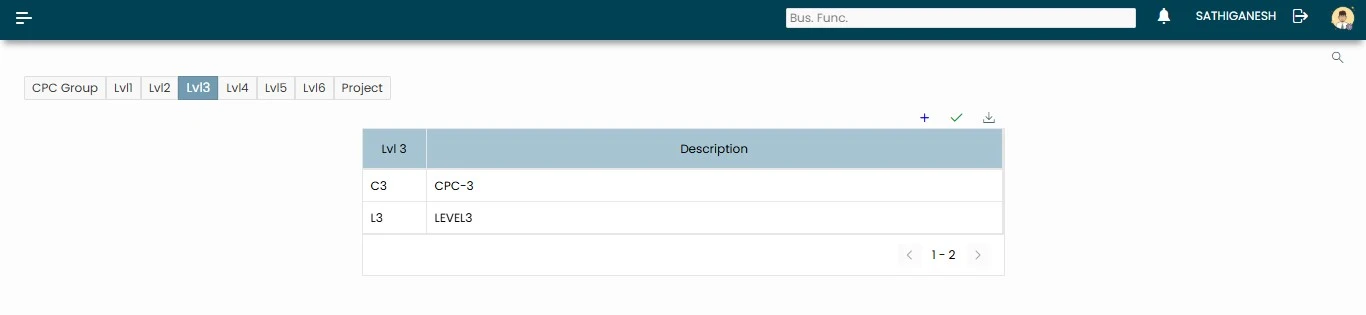 Bus. Func.
SATHIGANESH
CPC Group Lvl1 Lvl2 Lvl3 Lvl4 Lvl5 Lvl6 Project
Lvl 3 Description
C3 CPC-3
L3 LEVEL3
1 - 2